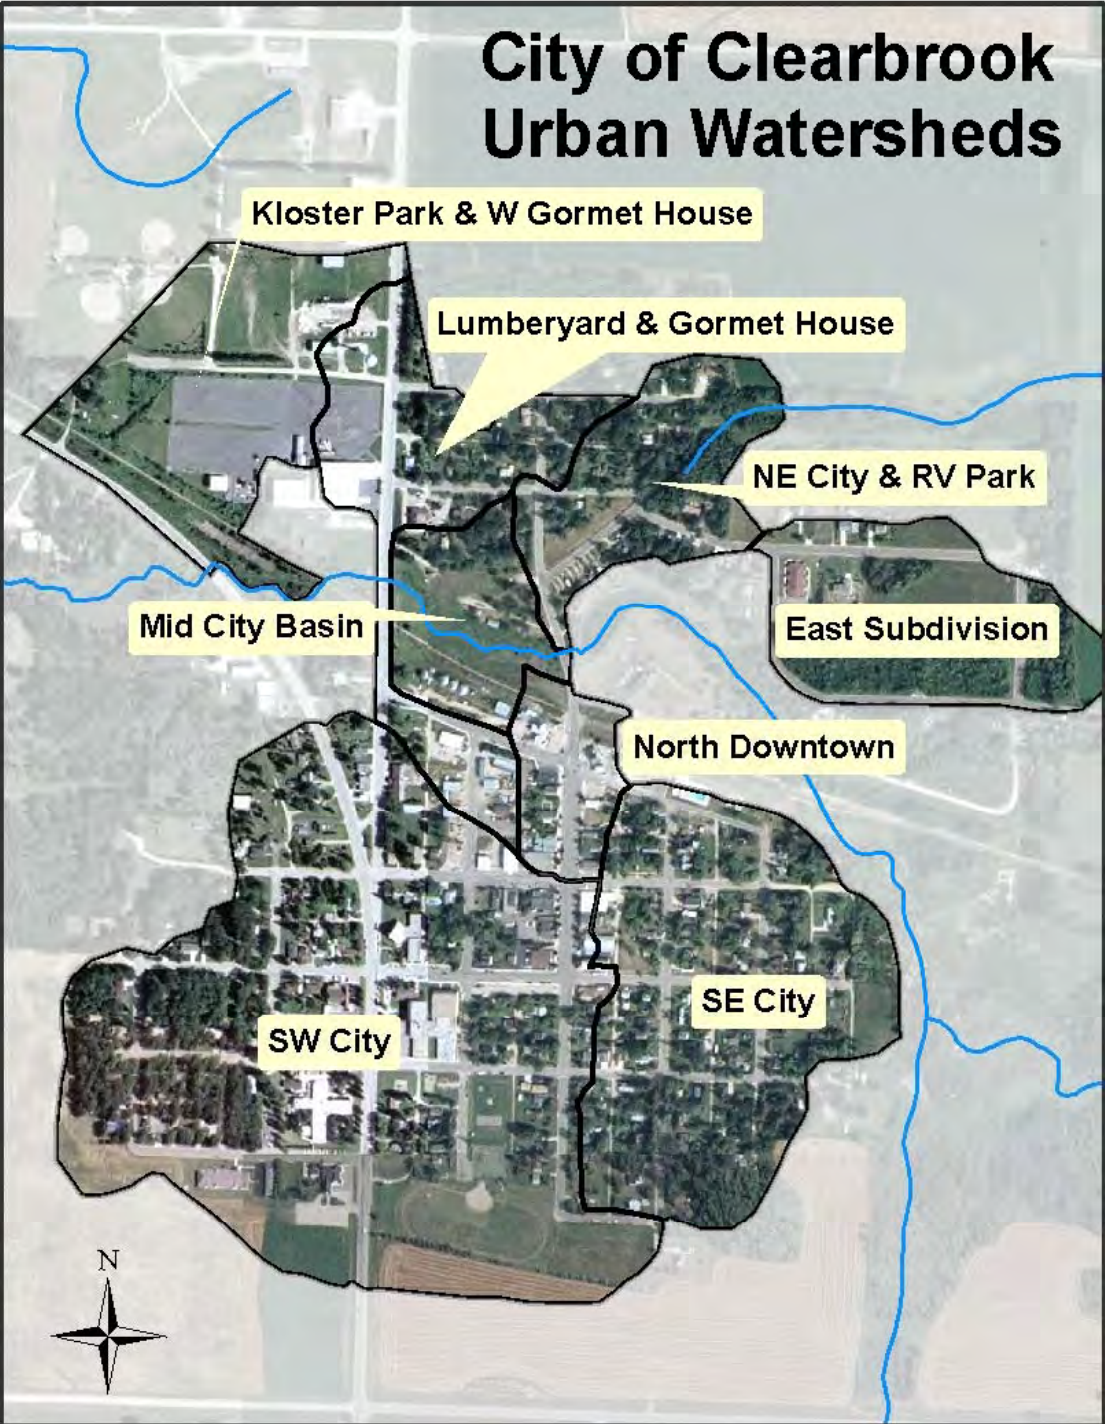 City of Clearbrook
Urban Watersheds
Kloster Park & W Gormet House
Lumberyard & Gormet House
NE City & RV Park
Mid City Basin
East Subdivision
North Downtown
SE City
SW City
N